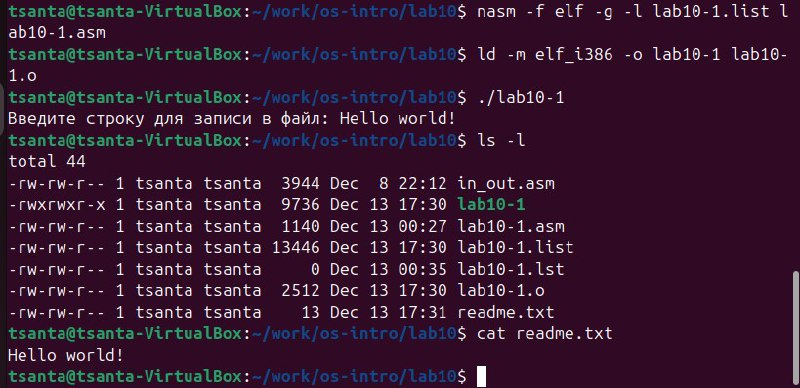 tsanta@tsanta-VirtualBox:~/work/os-intro/lab10$ nasm -f elf -g -l lab10-1.list l
ab10-1.asm
tsanta@tsanta-VirtualBox:~/work/os-intro/lab10$ ld -m elf_i386 -o lab10-1 lab10-
1.o
tsanta@tsanta-VirtualBox:~/work/os-intro/lab10$ ./lab10-1
Введите строку для записи в файл: Hello world!
tsanta@tsanta-VirtualBox:~/work/os-intro/lab10$ ls -l
total 44
-rw-rw-r-- 1 tsanta tsanta  3944 Dec  8 22:12 in_out.asm
-rwxrwxr-x 1 tsanta tsanta  9736 Dec 13 17:30 lab10-1
-rw-rw-r-- 1 tsanta tsanta  1140 Dec 13 00:27 lab10-1.asm
-rw-rw-r-- 1 tsanta tsanta 13446 Dec 13 17:30 lab10-1.list
-rw-rw-r-- 1 tsanta tsanta     0 Dec 13 00:35 lab10-1.lst
-rw-rw-r-- 1 tsanta tsanta  2512 Dec 13 17:30 lab10-1.o
-rw-rw-r-- 1 tsanta tsanta    13 Dec 13 17:31 readme.txt
tsanta@tsanta-VirtualBox:~/work/os-intro/lab10$ cat readme.txt
Hello world!
tsanta@tsanta-VirtualBox:~/work/os-intro/lab10$